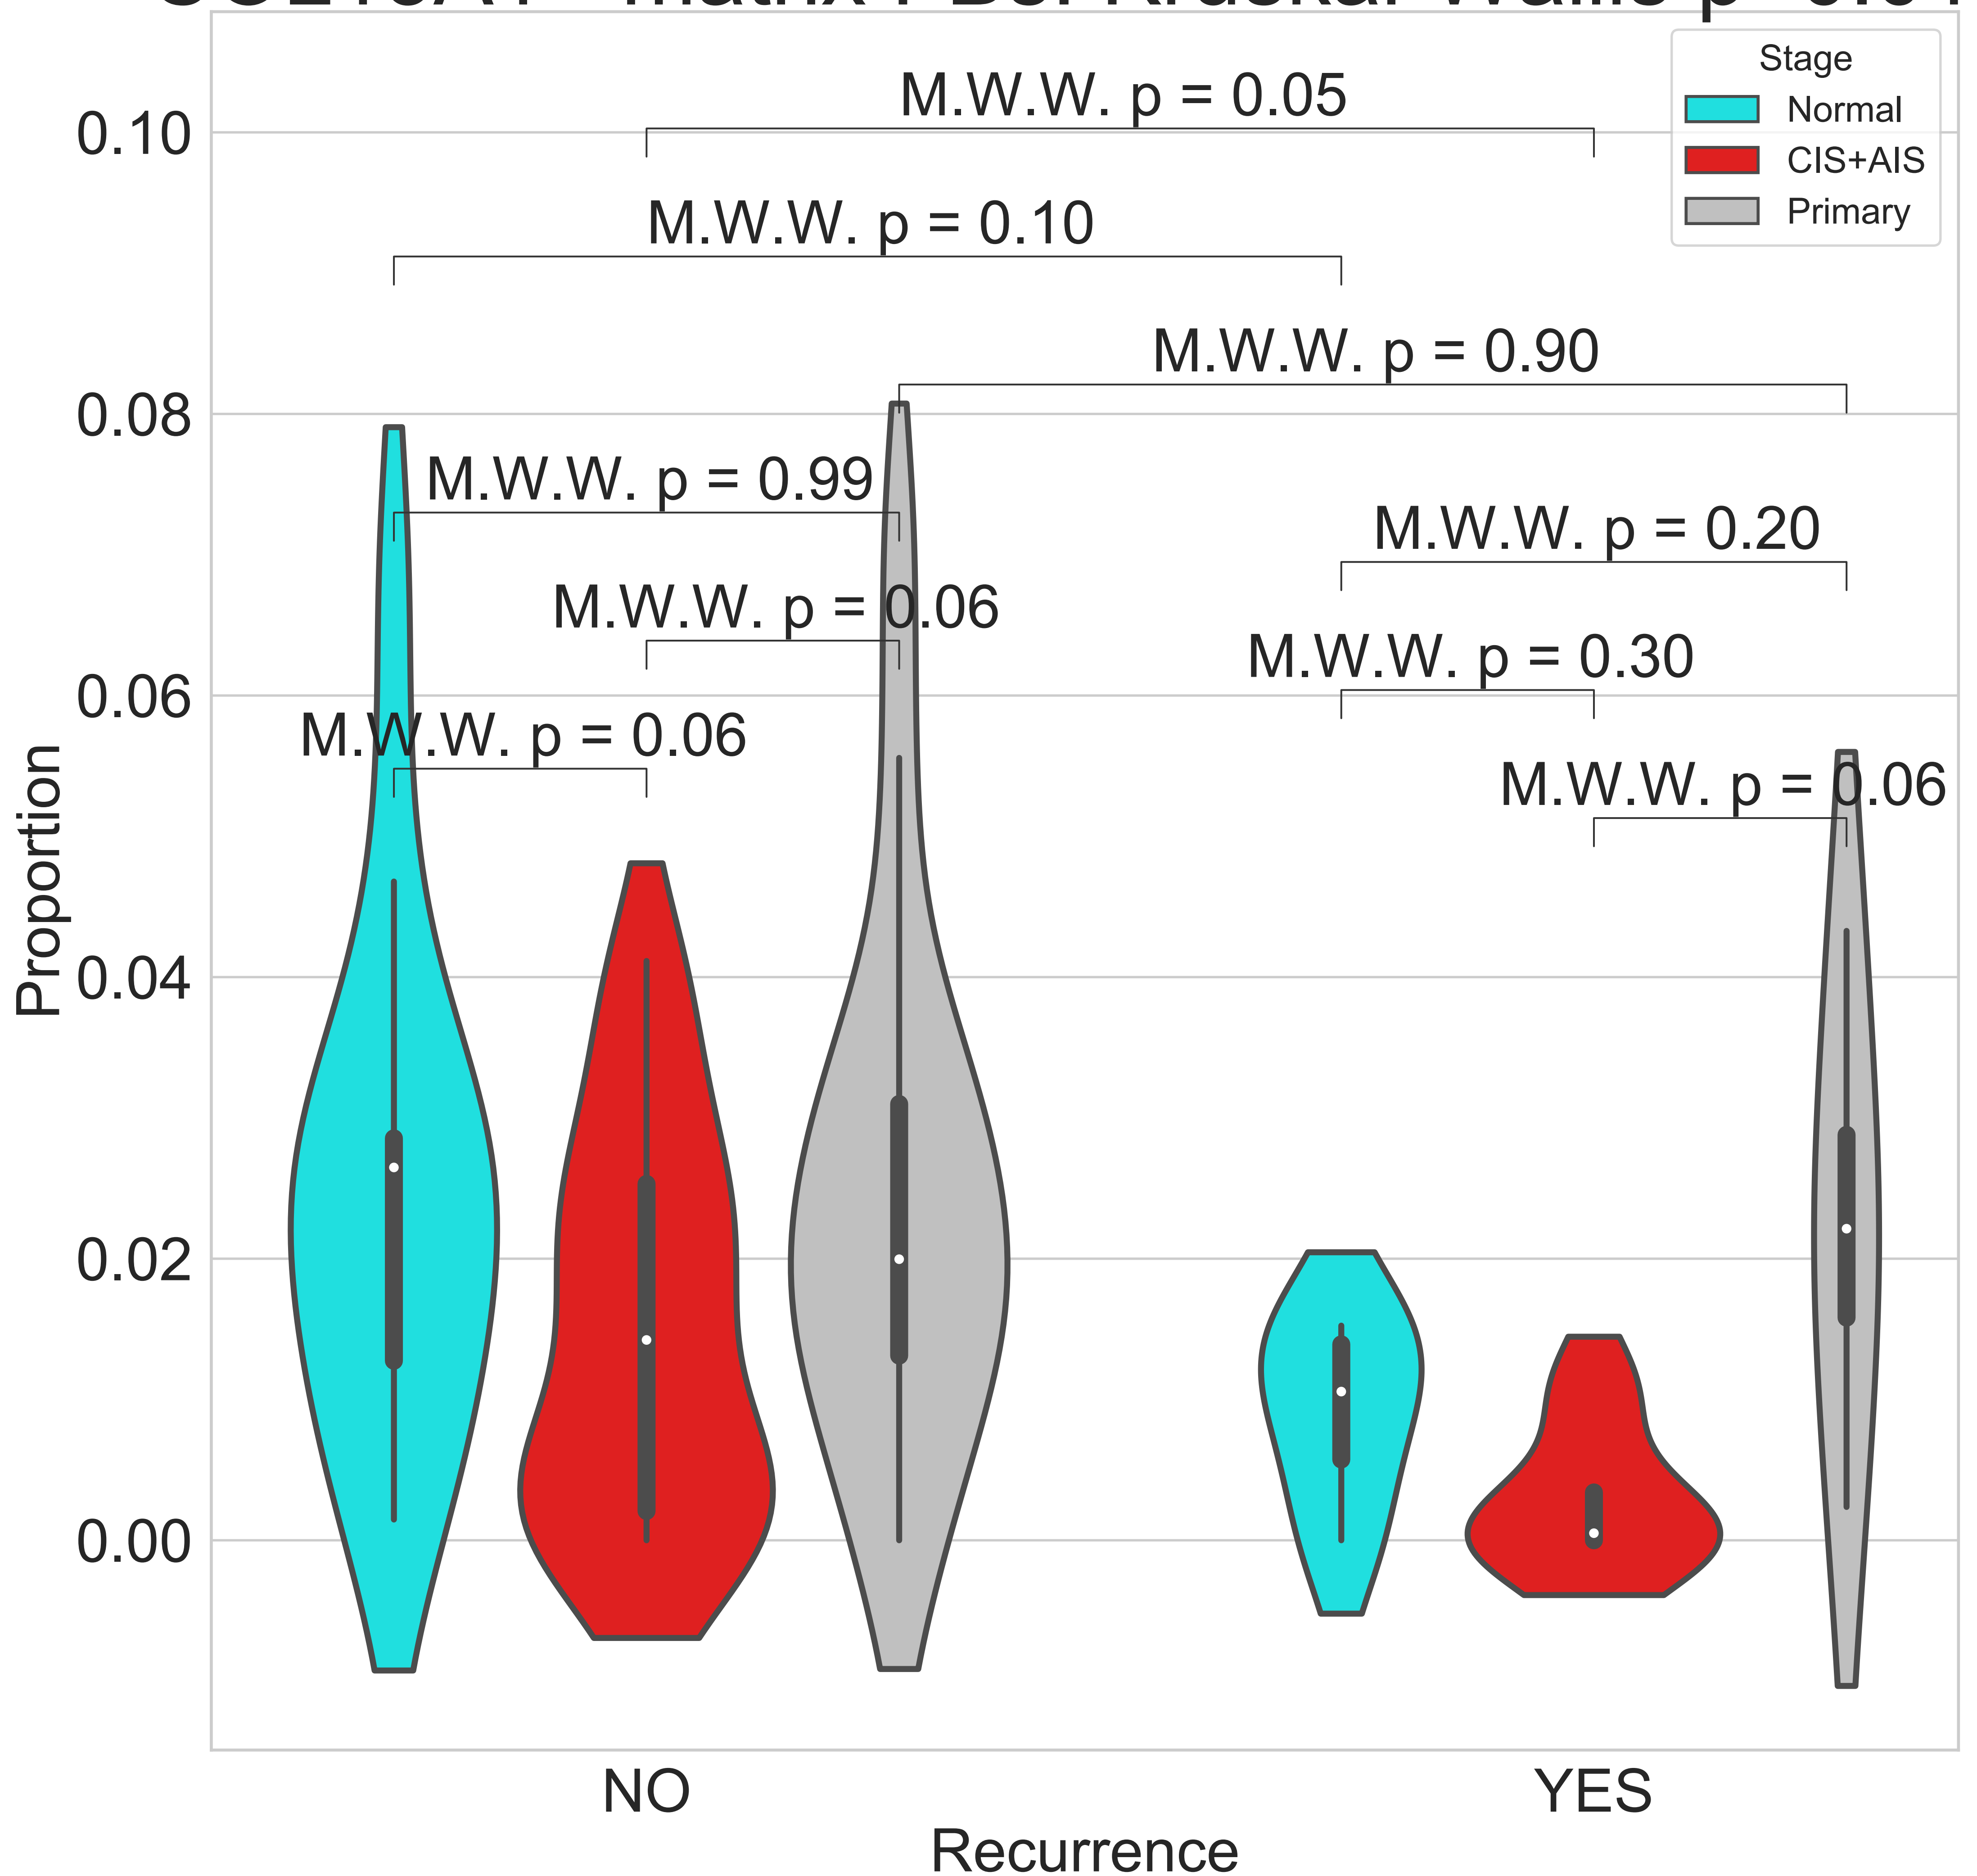 Stage
Normal
CIS+AIS
Primary
M.W.W. p = 0.05
M.W.W. p = 0.10
M.W.W. p = 0.90
M.W.W. p = 0.99
M.W.W. p = 0.20
M.W.W. p = 0.06
M.W.W. p = 0.30
M.W.W. p = 0.06
M.W.W. p = 0.06
0.10
0.08
0.06
0.04
0.02
0.00
Proportion
NO
YES
Recurrence